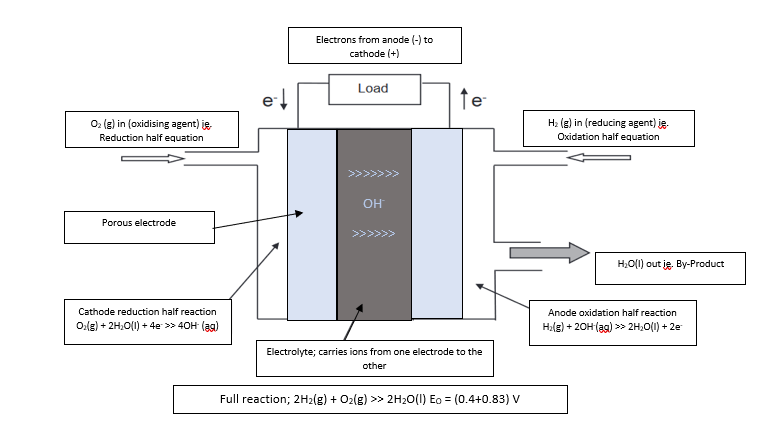 Electrons from anode (-) to
cathode (+)
Load
e⁻
e⁻
O₂ (g) in (oxidising agent) ie.
Reduction half equation
H₂ (g) in (reducing agent) ie.
Oxidation half equation
>>>>>>>
OH⁻
>>>>>>
Porous electrode
H₂O(l) out ie. By-Product
Cathode reduction half reaction
O₂(g) + 2H₂O(l) + 4e⁻ >> 4OH⁻ (aq)
Anode oxidation half reaction
H₂(g) + 2OH⁻(aq) >> 2H₂O(l) + 2e⁻
Electrolyte; carries ions from one electrode to the
other
Full reaction; 2H₂(g) + O₂(g) >> 2H₂O(l) E₀ = (0.4+0.83) V